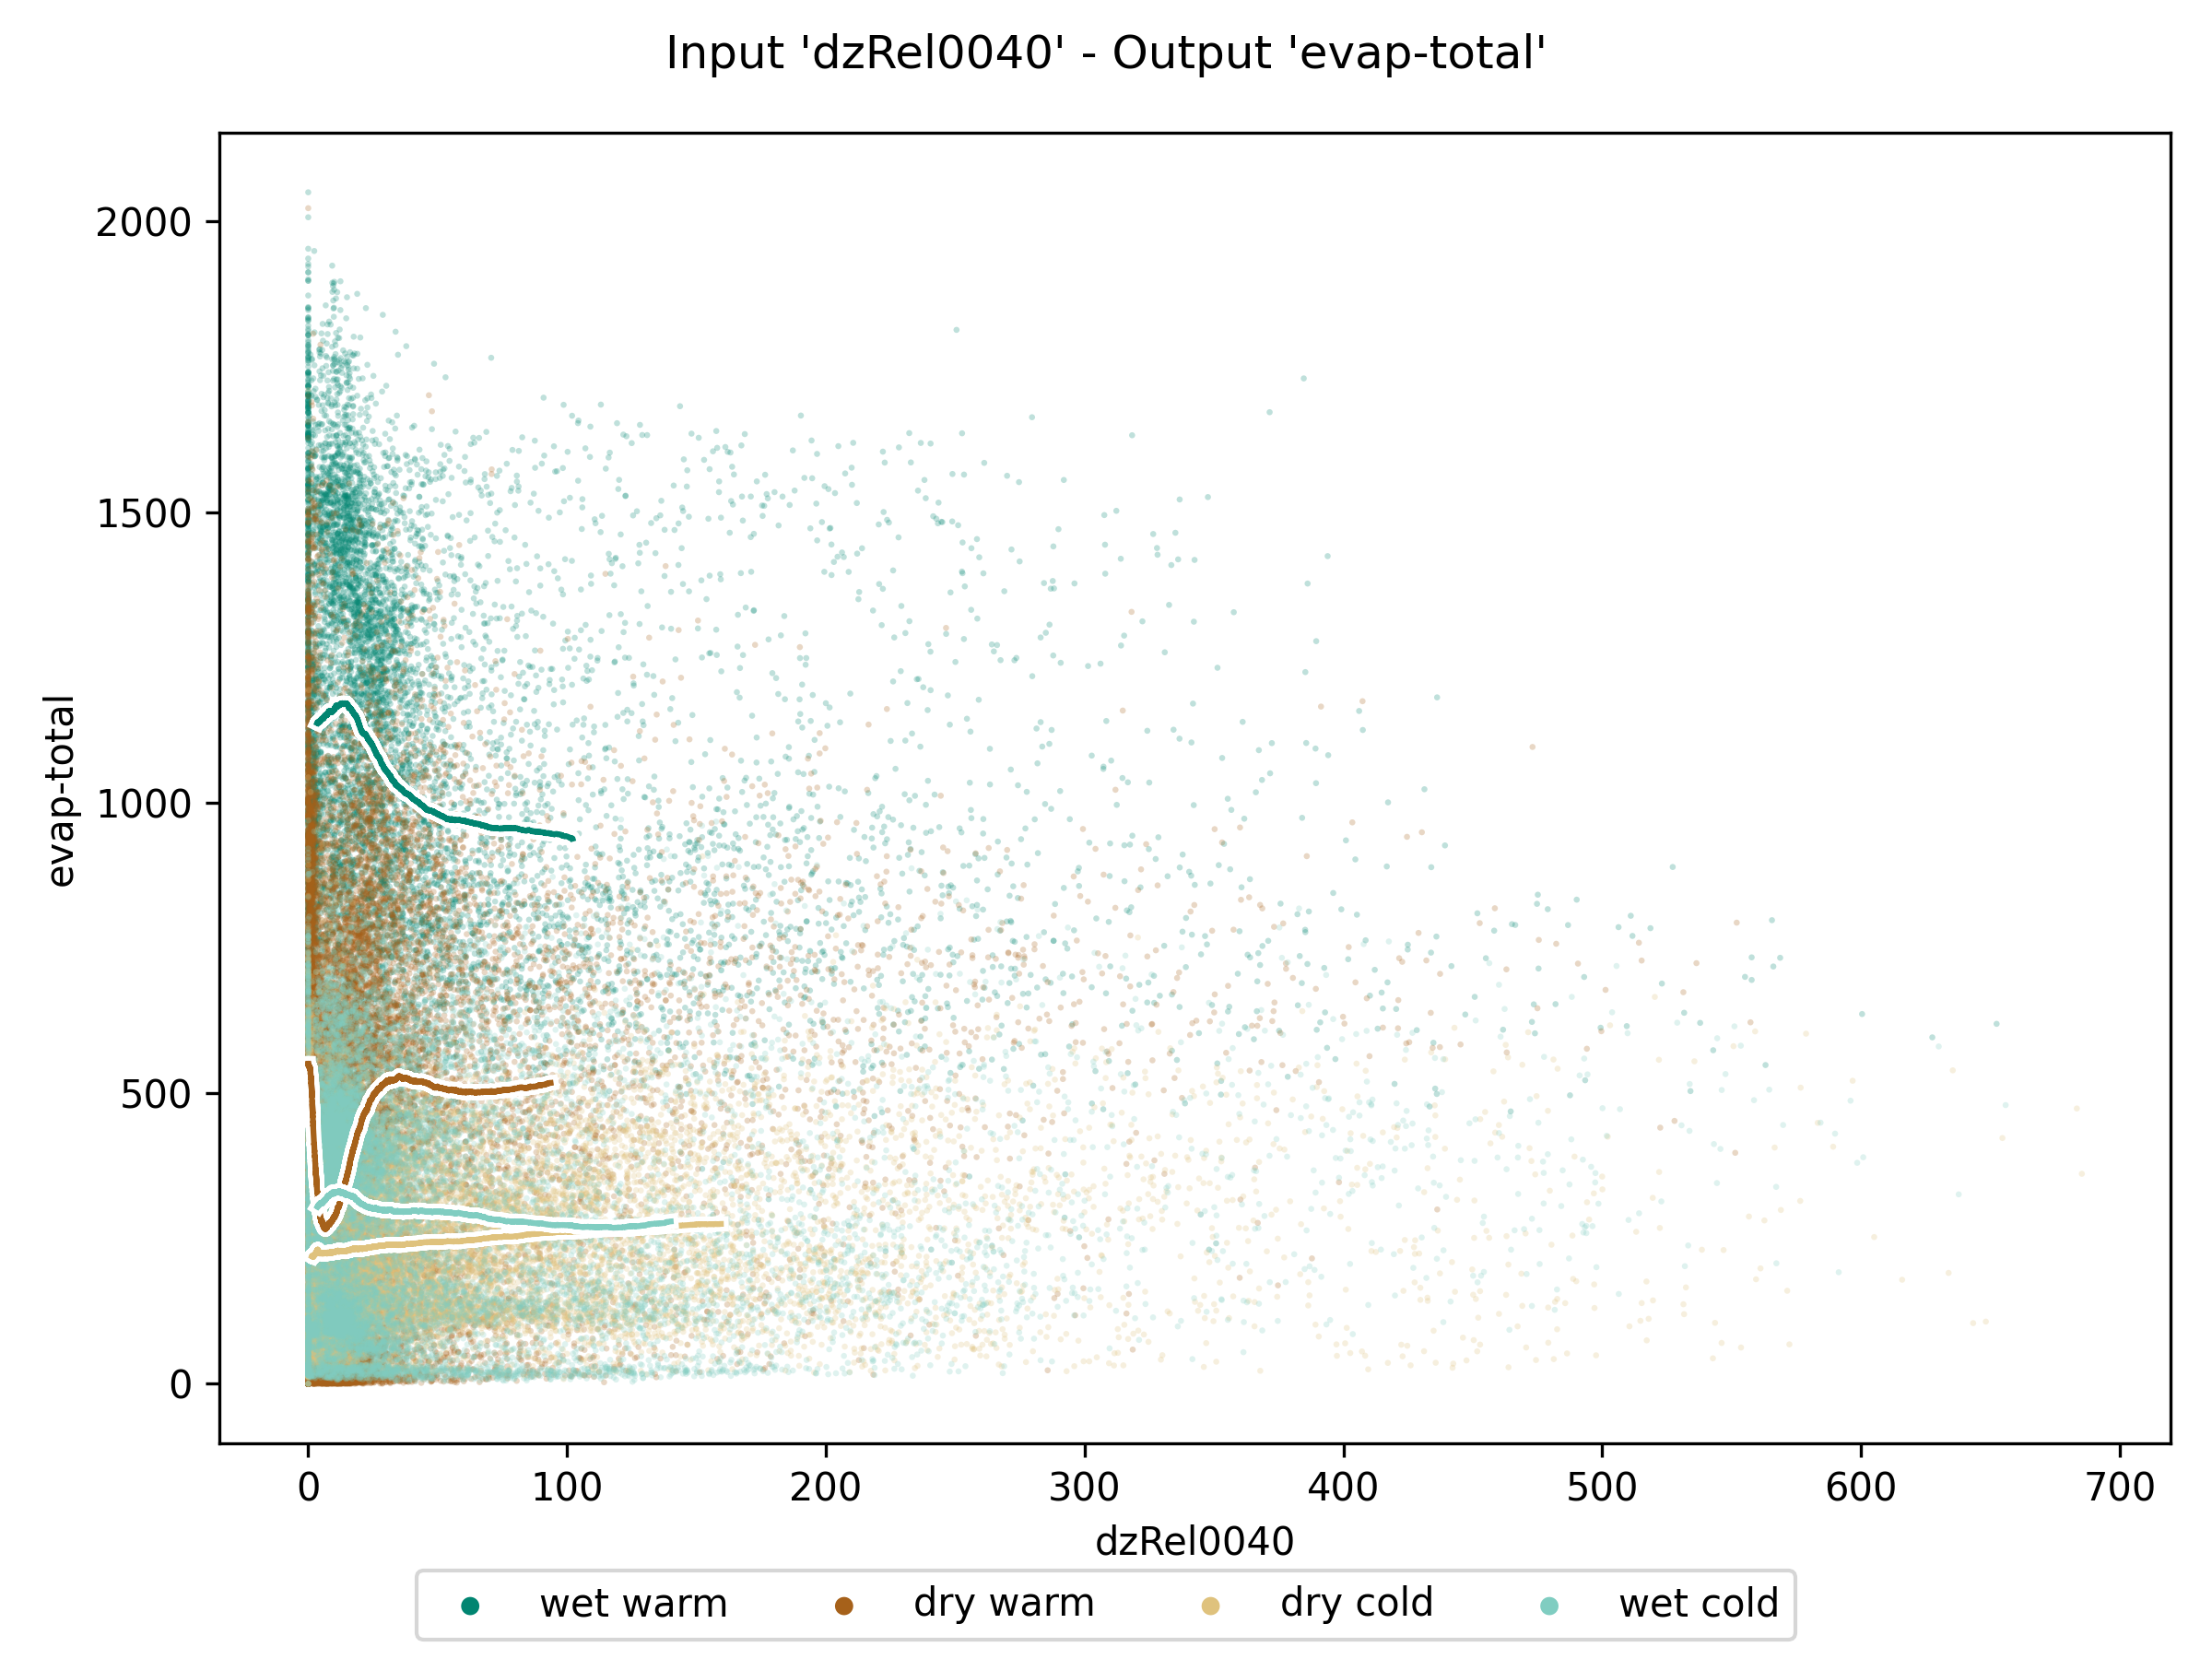 Input 'dzRel0040' - Output 'evap-total'
2000
1500
1000
500
0
evap-total
0 100 200 300 400 500 600 700
dzRel0040
wet warm dry warm dry cold wet cold